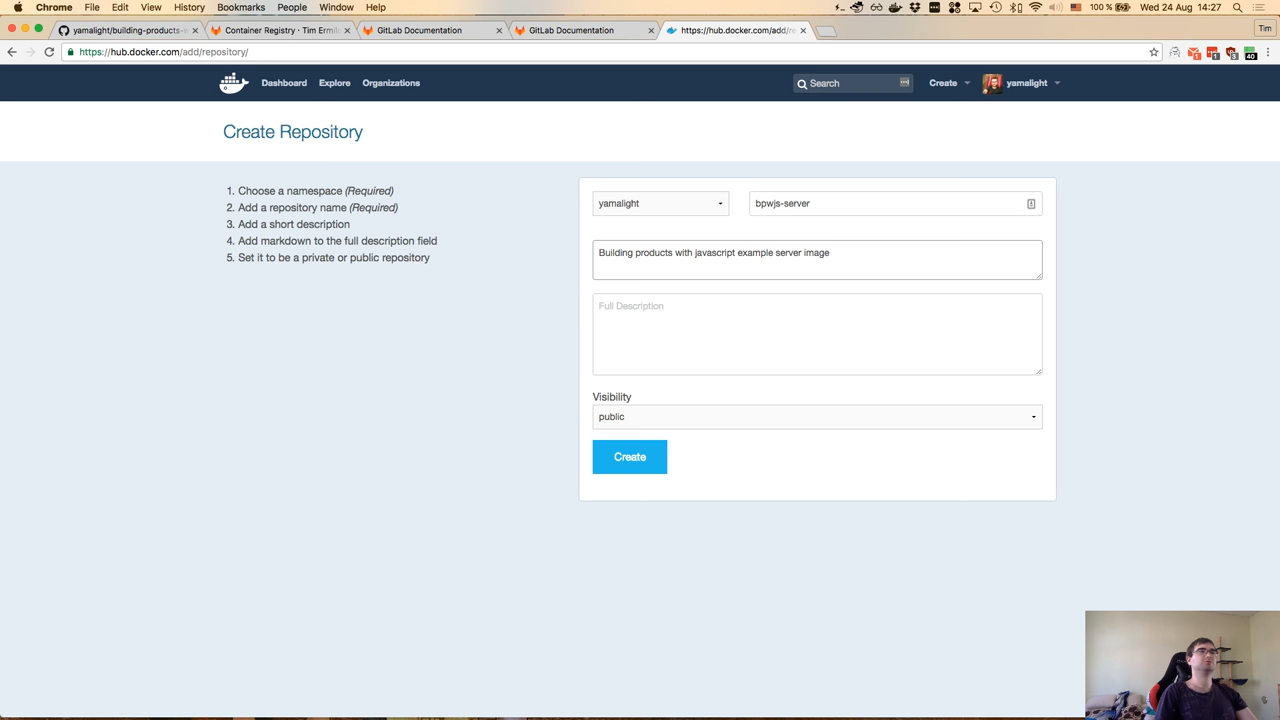 Chrome File Edit View History Bookmarks People Window Help 100 % Wed 24 Aug 14:27
yamalight/building-products- Container Registry · Tim Ermil GitLab Documentation GitLab Documentation https://hub.docker.com/add/re Tim
https://hub.docker.com/add/repository/
Dashboard Explore Organizations Search Create yamalight
Create Repository
1. Choose a namespace (Required)
2. Add a repository name (Required)
3. Add a short description
4. Add markdown to the full description field
5. Set it to be a private or public repository
yamalight bpwjs-server
Building products with javascript example server image
Full Description
Visibility
public
Create